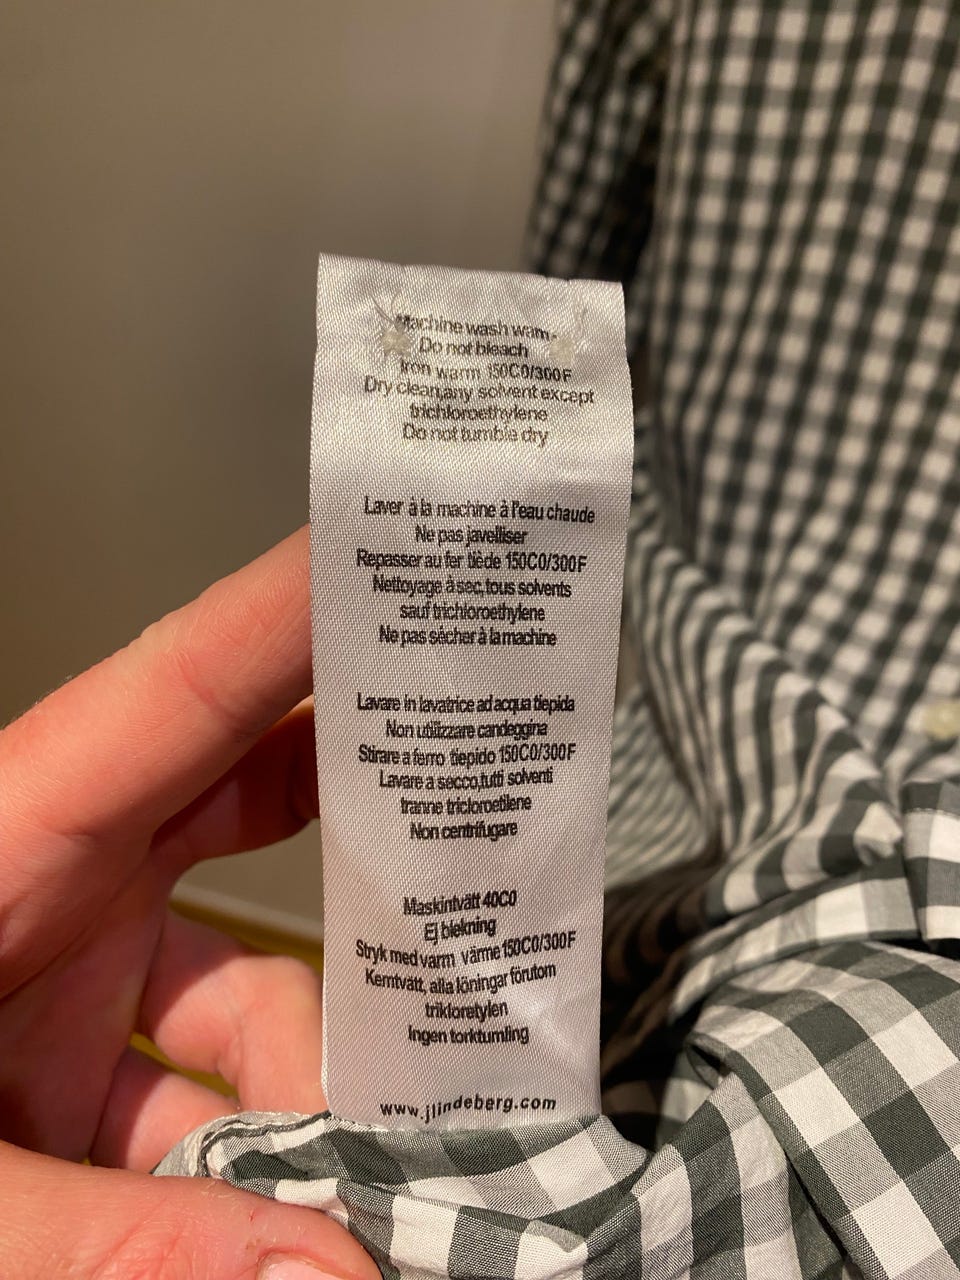 Machine wash warm.
Do not bleach
Iron warm 150C0/300F
Dry clean,any solvent except
trichloroethylene
Do not tumble dry
Laver à la machine à l'eau chaude
Ne pas javelliser
Repasser au fer tiède 150C0/300F
Nettoyage à sec,tous solvents
sauf trichloroethylene
Ne pas sécher à la machine
Lavare in lavatrice ad acqua tiepida
Non utilizzare candeggina
Stirare a ferro tiepido 150C0/300F
Lavare a secco,tutti solventi
tranne tricloroetilene
Non centrifugare
Maskintvätt 40C0
Ej blekning
Stryk med varm värme 150C0/300F
Kemtvätt, alla löningar förutom
trikloretylen
Ingen torktumling
www.jlindeberg.com